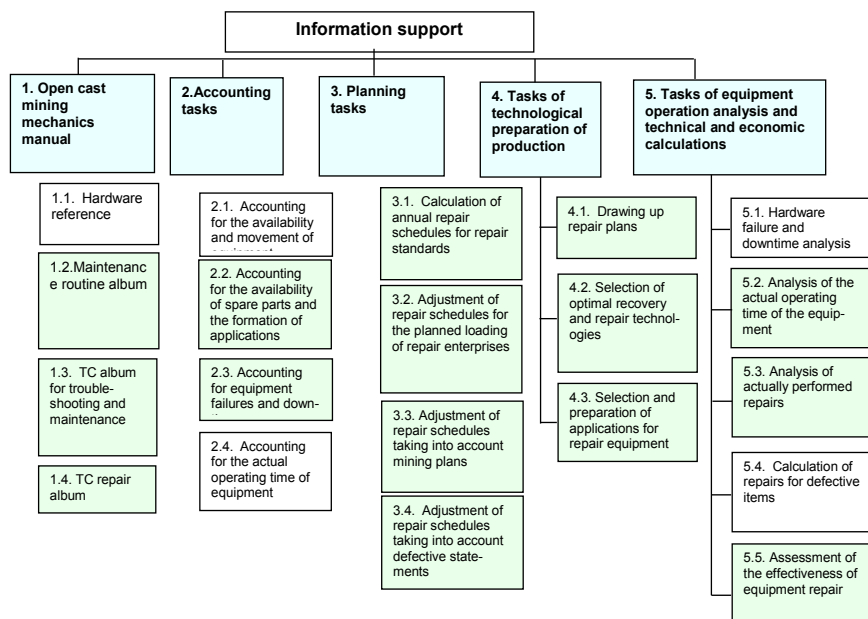 Information support
1. Open cast
mining
mechanics
manual
2.Accounting
tasks
3. Planning
tasks
4. Tasks of
technological
preparation of
production
5. Tasks of equipment
operation analysis and
technical and economic
calculations
1.1. Hardware
reference
1.2.Maintenanc
e routine album
1.3. TC album
for trouble-
shooting and
maintenance
1.4. TC repair
album
2.1. Accounting
for the availability
and movement of
2.2. Accounting
for the availability
of spare parts and
the formation of
applications
2.3. Accounting
for equipment
failures and down-
2.4. Accounting
for the actual
operating time of
equipment
3.1. Calculation of
annual repair
schedules for repair
standards
3.2. Adjustment of
repair schedules for
the planned loading
of repair enterprises
3.3. Adjustment of
repair schedules
taking into account
mining plans
3.4. Adjustment of
repair schedules
taking into account
defective state-
ments
4.1. Drawing up
repair plans
4.2. Selection of
optimal recovery
and repair technol-
ogies
4.3. Selection and
preparation of
applications for
repair equipment
5.1. Hardware
failure and
downtime analysis
5.2. Analysis of the
actual operating
time of the equip-
ment
5.3. Analysis of
actually performed
repairs
5.4. Calculation of
repairs for defective
items
5.5. Assessment of
the effectiveness of
equipment repair